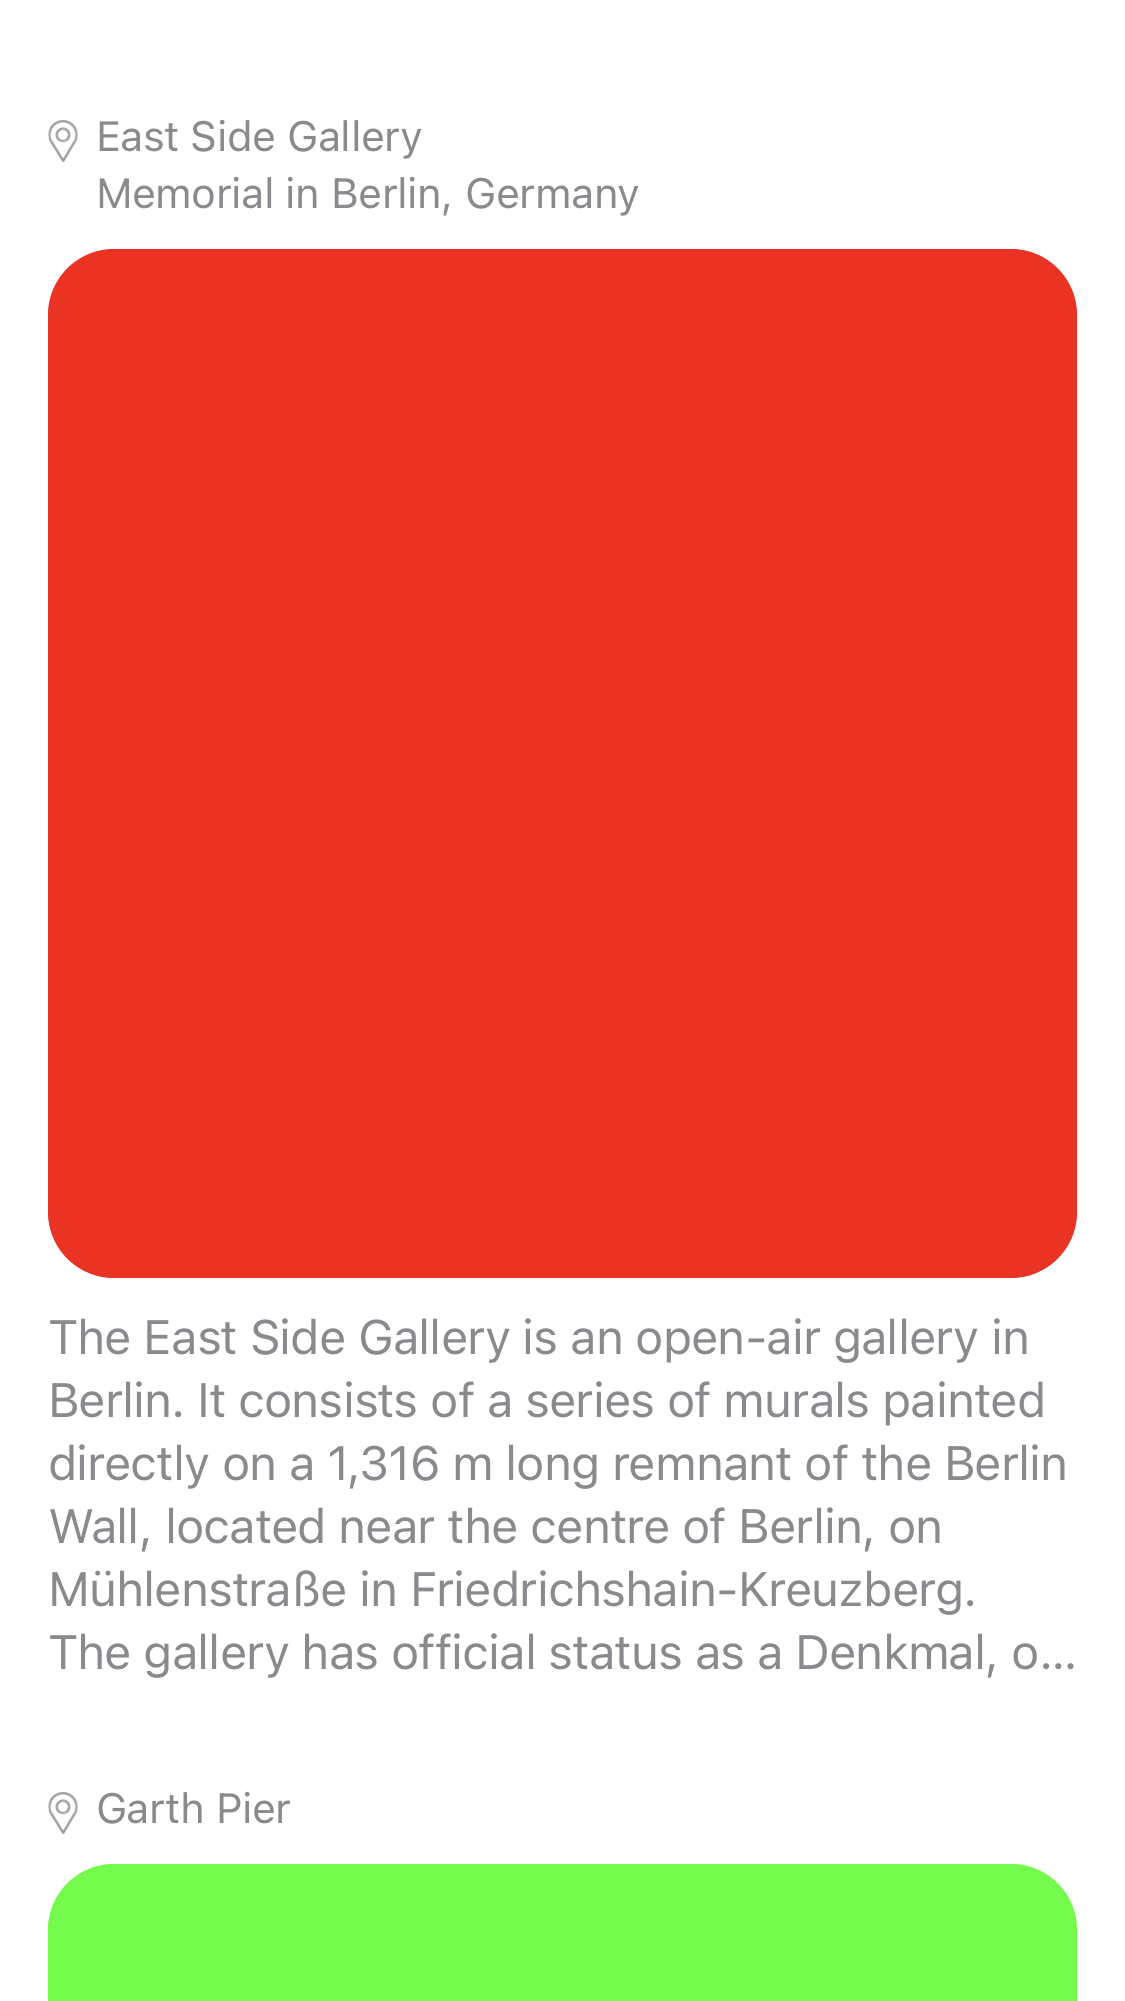 East Side Gallery
Memorial in Berlin, Germany
The East Side Gallery is an open-air gallery in
Berlin. It consists of a series of murals painted
directly on a 1,316 m long remnant of the Berlin
Wall, located near the centre of Berlin, on
Mühlenstraße in Friedrichshain-Kreuzberg.
The gallery has official status as a Denkmal, o…
Garth Pier